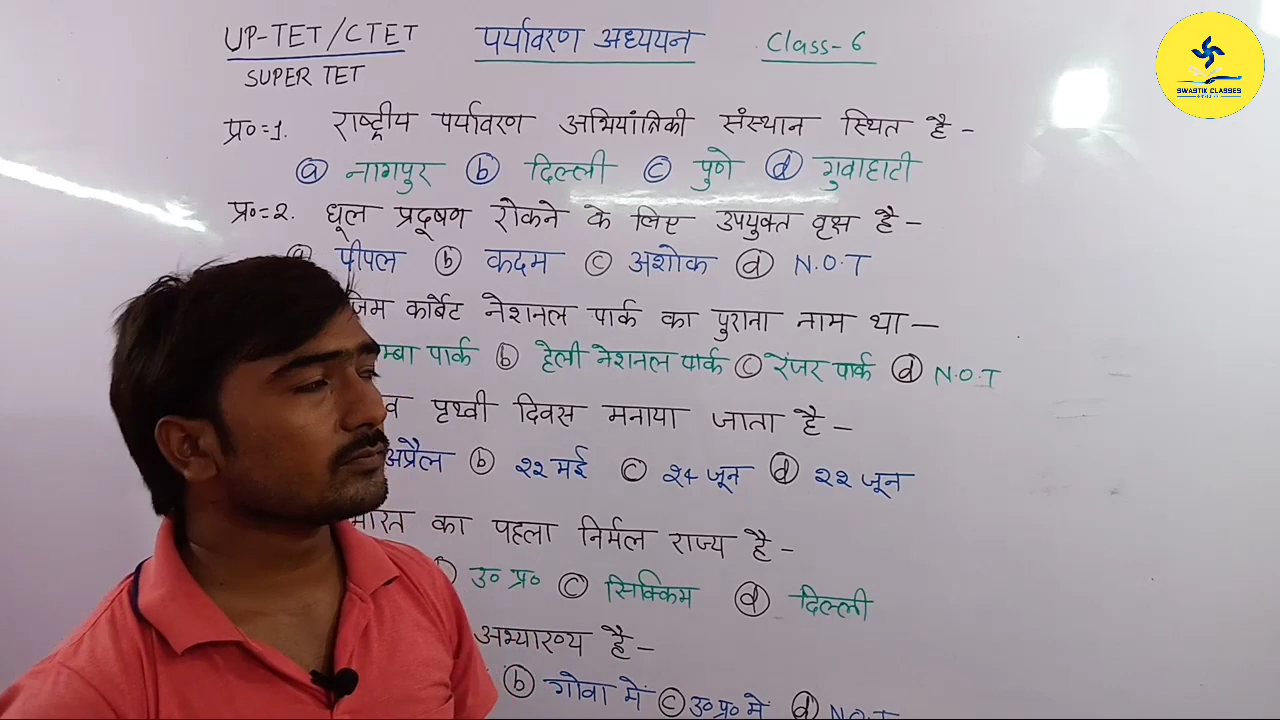 UP-TET/CTET पर्यावरण अध्ययन Class-6
SUPER TET
SWASTIK CLASSES
प्र०=1. राष्ट्रीय पर्यावरण अभियांत्रिकी संस्थान स्थित है -
(a) नागपुर (b) दिल्ली (c) पुणे (d) गुवाहाटी
प्र०=२. धूल प्रदूषण रोकने के लिए उपयुक्त वृक्ष है -
(a) पीपल (b) कदम (c) अशोक (d) N.O.T
जिम कार्बेट नेशनल पार्क का पुराना नाम था -
म्बा पार्क (b) हेली नेशनल पार्क (c) रेंजर पार्क (d) N.O.T
व पृथ्वी दिवस मनाया जाता है -
अप्रैल (b) २२ मई (c) २४ जून (d) २२ जून
भारत का पहला निर्मल राज्य है -
उ० प्र० (c) सिक्किम (d) दिल्ली
अभ्यारण्य है -
(b) गोवा में (c) उ०प्र० में (d) N.O.T